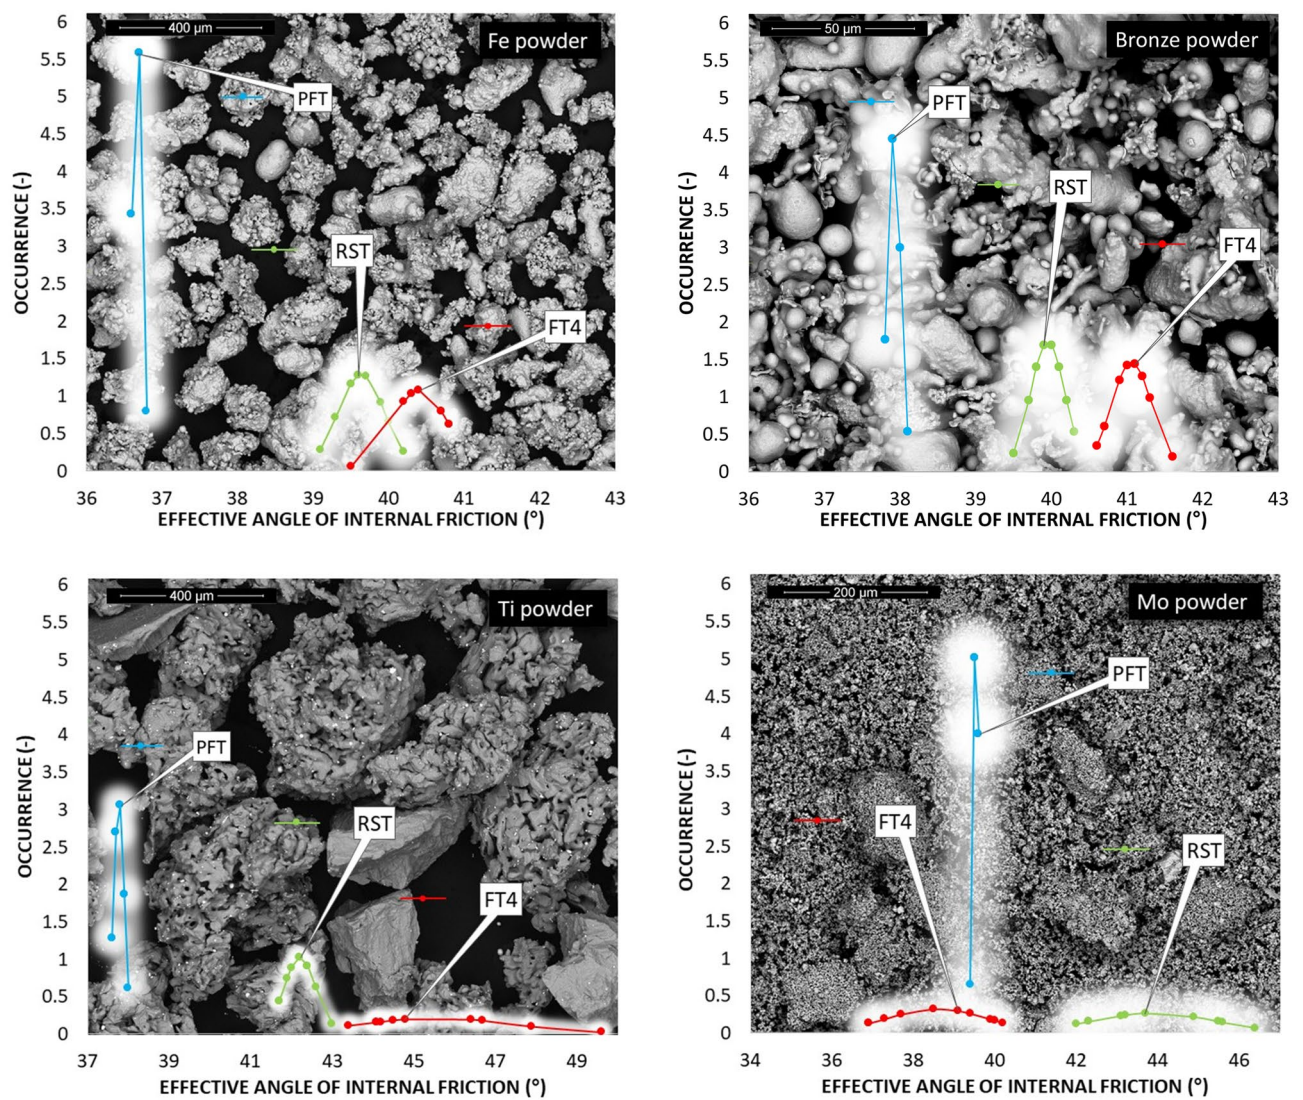 6
5.5
5
4.5
4
3.5
3
2.5
2
1.5
1
0.5
0
OCCURRENCE (-)
400 µm
Fe powder
PFT
RST
FT4
36 37 38 39 40 41 42 43
EFFECTIVE ANGLE OF INTERNAL FRICTION (°)
6
5.5
5
4.5
4
3.5
3
2.5
2
1.5
1
0.5
0
OCCURRENCE (-)
50 µm
Bronze powder
PFT
RST
FT4
36 37 38 39 40 41 42 43
EFFECTIVE ANGLE OF INTERNAL FRICTION (°)
6
5.5
5
4.5
4
3.5
3
2.5
2
1.5
1
0.5
0
OCCURRENCE (-)
400 µm
Ti powder
PFT
RST
FT4
37 39 41 43 45 47 49
EFFECTIVE ANGLE OF INTERNAL FRICTION (°)
6
5.5
5
4.5
4
3.5
3
2.5
2
1.5
1
0.5
0
OCCURRENCE (-)
200 µm
Mo powder
PFT
FT4
RST
34 36 38 40 42 44 46
EFFECTIVE ANGLE OF INTERNAL FRICTION (°)